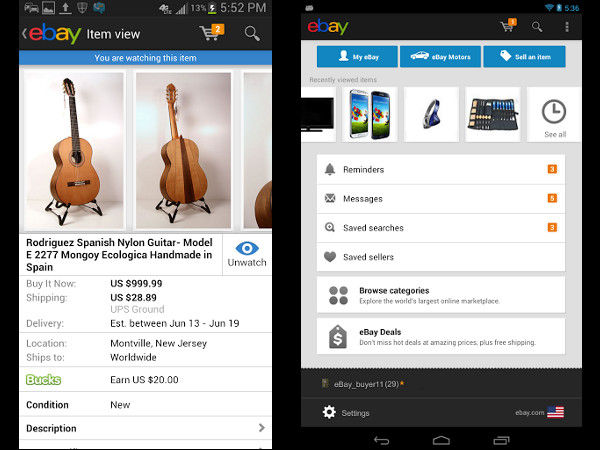 4G LTE 13% 5:52 PM
ebay Item view 2
You are watching this item
Rodriguez Spanish Nylon Guitar- Model
E 2277 Mongoy Ecologica Handmade in
Spain
Unwatch
Buy It Now: US $999.99
Shipping: US $28.89
UPS Ground
Delivery: Est. between Jun 13 - Jun 19
Location: Montville, New Jersey
Ships to: Worldwide
Bucks Earn US $20.00
Condition New
Description
5:36
ebay
My eBay eBay Motors Sell an item
Recently viewed items
See all
Reminders 3
Messages 5
Saved searches 3
Saved sellers
Browse categories
Explore the world's largest online marketplace.
eBay Deals
Don't miss hot deals at amazing prices, plus free shipping.
eBay_buyer11(29)
Settings ebay.com